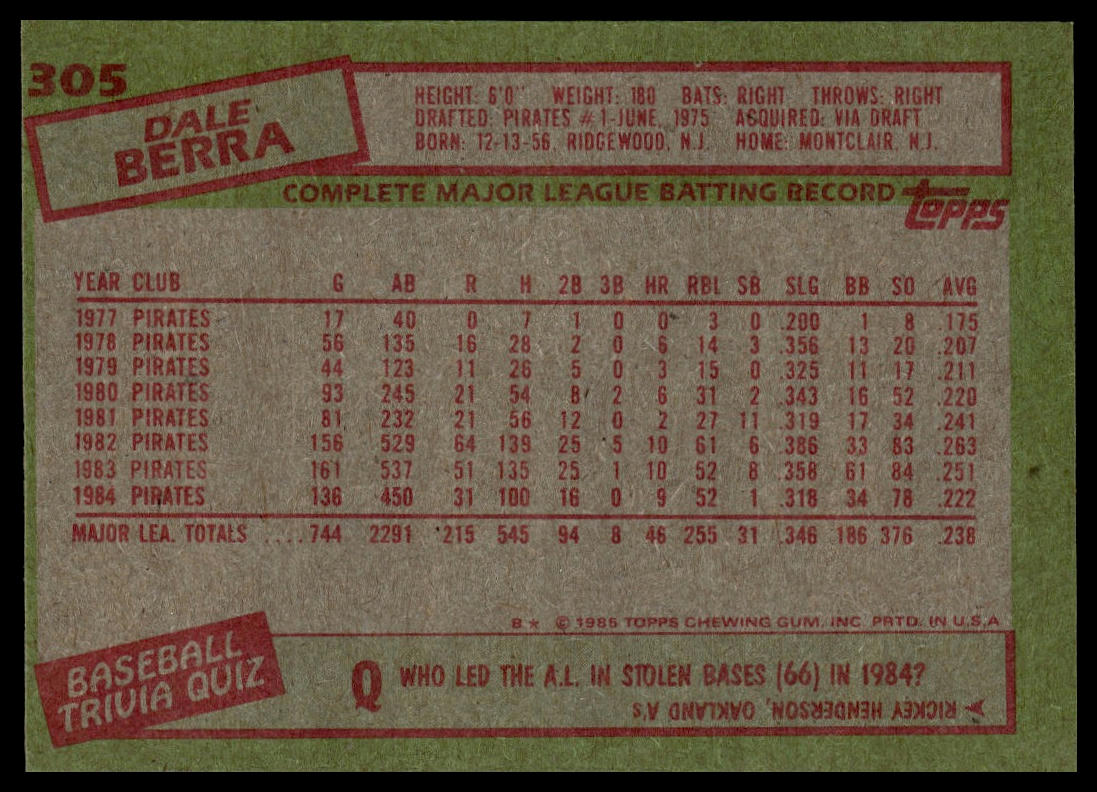 305
DALE
BERRA
HEIGHT: 6'0" WEIGHT: 180 BATS: RIGHT THROWS: RIGHT
DRAFTED: PIRATES #1-JUNE, 1975 ACQUIRED: VIA DRAFT
BORN: 12-13-56, RIDGEWOOD, N.J. HOME: MONTCLAIR, N.J.
COMPLETE MAJOR LEAGUE BATTING RECORD
topps
YEAR CLUB G AB R H 2B 3B HR RBI SB SLG BB SO AVG
1977 PIRATES 17 40 0 7 1 0 0 3 0 .200 1 8 .175
1978 PIRATES 56 135 16 28 2 0 6 14 3 .356 13 20 .207
1979 PIRATES 44 123 11 26 5 0 3 15 0 .325 11 17 .211
1980 PIRATES 93 245 21 54 8 2 6 31 2 .343 16 52 .220
1981 PIRATES 81 232 21 56 12 0 2 27 11 .319 17 34 .241
1982 PIRATES 156 529 64 139 25 5 10 61 6 .386 33 83 .263
1983 PIRATES 161 537 51 135 25 1 10 52 8 .358 61 84 .251
1984 PIRATES 136 450 31 100 16 0 9 52 1 .318 34 78 .222
MAJOR LEA. TOTALS ....744 2291 215 545 94 8 46 255 31 .346 186 376 .238
B★ © 1985 TOPPS CHEWING GUM, INC. PRTD. IN U.S.A
BASEBALL
TRIVIA QUIZ
Q WHO LED THE A.L. IN STOLEN BASES (66) IN 1984?
RICKEY HENDERSON, OAKLAND A's